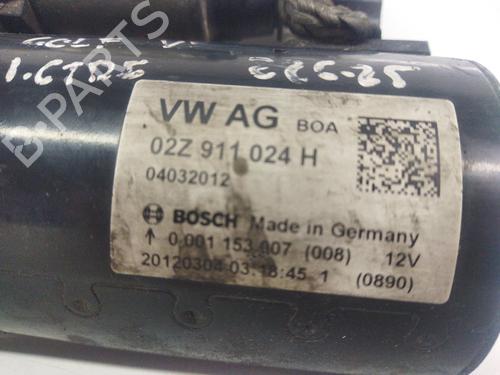 GOLF V
1.6TDI
VW AG BOA
02Z 911 024 H
04032012
BOSCH Made in Germany
0 001 153 007 (008) 12V
20120304 03.18:45 1 (0890)
B-PARTS